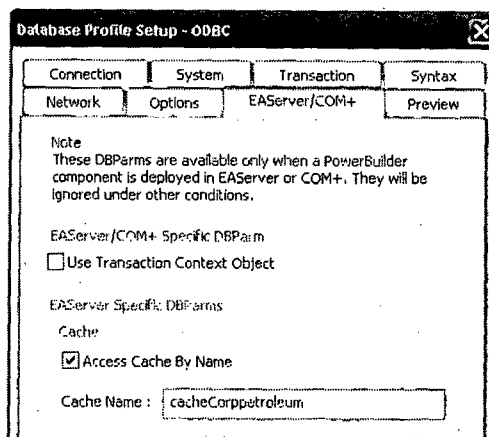 Database Profile Setup - ODBC
Connection System Transaction Syntax
Network Options EAServer/COM+ Preview
Note
These DBParms are available only when a PowerBuilder
component is deployed in EAServer or COM+. They will be
ignored under other conditions.
EAServer/COM+ Specific DBParm
Use Transaction Context Object
EAServer Specific DBParms
Cache
Access Cache By Name
Cache Name : cacheCorppetroleum